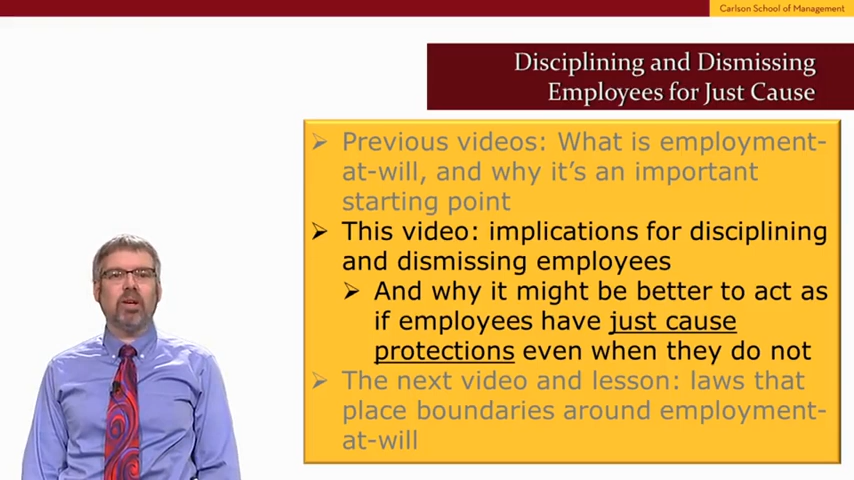 Carlson School of Management
Disciplining and Dismissing
Employees for Just Cause
Previous videos: What is employment-
at-will, and why it's an important
starting point
This video: implications for disciplining
and dismissing employees
And why it might be better to act as
if employees have just cause
protections even when they do not
The next video and lesson: laws that
place boundaries around employment-
at-will